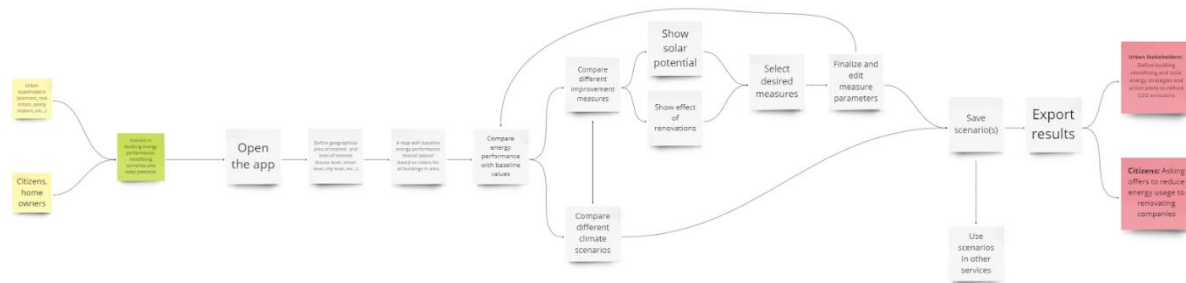 Urban
stakeholders
(planners, real
estate, policy
makers, etc...)
Citizens,
home
owners
Interest in
building energy
performance,
retrofitting
scenarios and
solar potential
Open
the app
Define geographical
area of interest and
level of interest
(house level, street
level, city level, etc...)
A map with baseline
energy performance
should appear
based on colors for
all buildings in area
Compare
energy
performance
with baseline
values
Compare
different
improvement
measures
Compare
different
climate
scenarios
Show
solar
potential
Show effect
of
renovations
Select
desired
measures
Finalize and
edit
measure
parameters
Save
scenario(s)
Use
scenarios
in other
services
Export
results
Urban Stakeholders:
Define building
retrofitting and solar
energy strategies and
action plans to reduce
CO2 emissions
Citizens: Asking
offers to reduce
energy usage to
renovating
companies